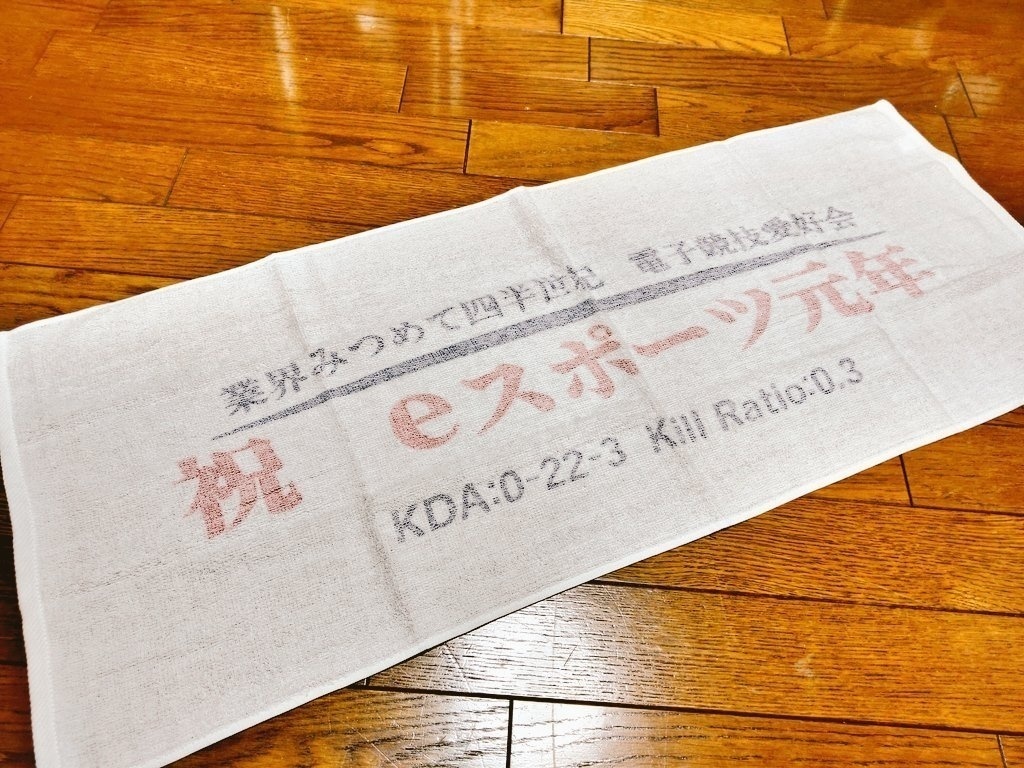 業界みつめて四半世紀　電子競技愛好会
祝　eスポーツ元年
KDA:0-22-3 Kill Ratio:0.3